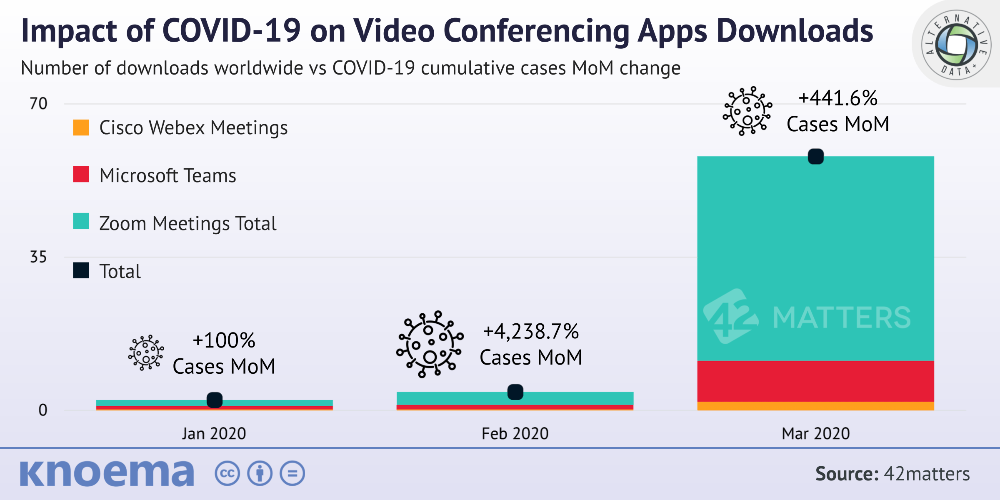 Impact of COVID-19 on Video Conferencing Apps Downloads
Number of downloads worldwide vs COVID-19 cumulative cases MoM change
ALTERNATIVE
DATA+
70
+441.6%
Cases MoM
Cisco Webex Meetings
Microsoft Teams
Zoom Meetings Total
35
Total
42 MATTERS
+100%
Cases MoM
+4,238.7%
Cases MoM
0
Jan 2020
Feb 2020
Mar 2020
knoema
cc
=
Source: 42matters